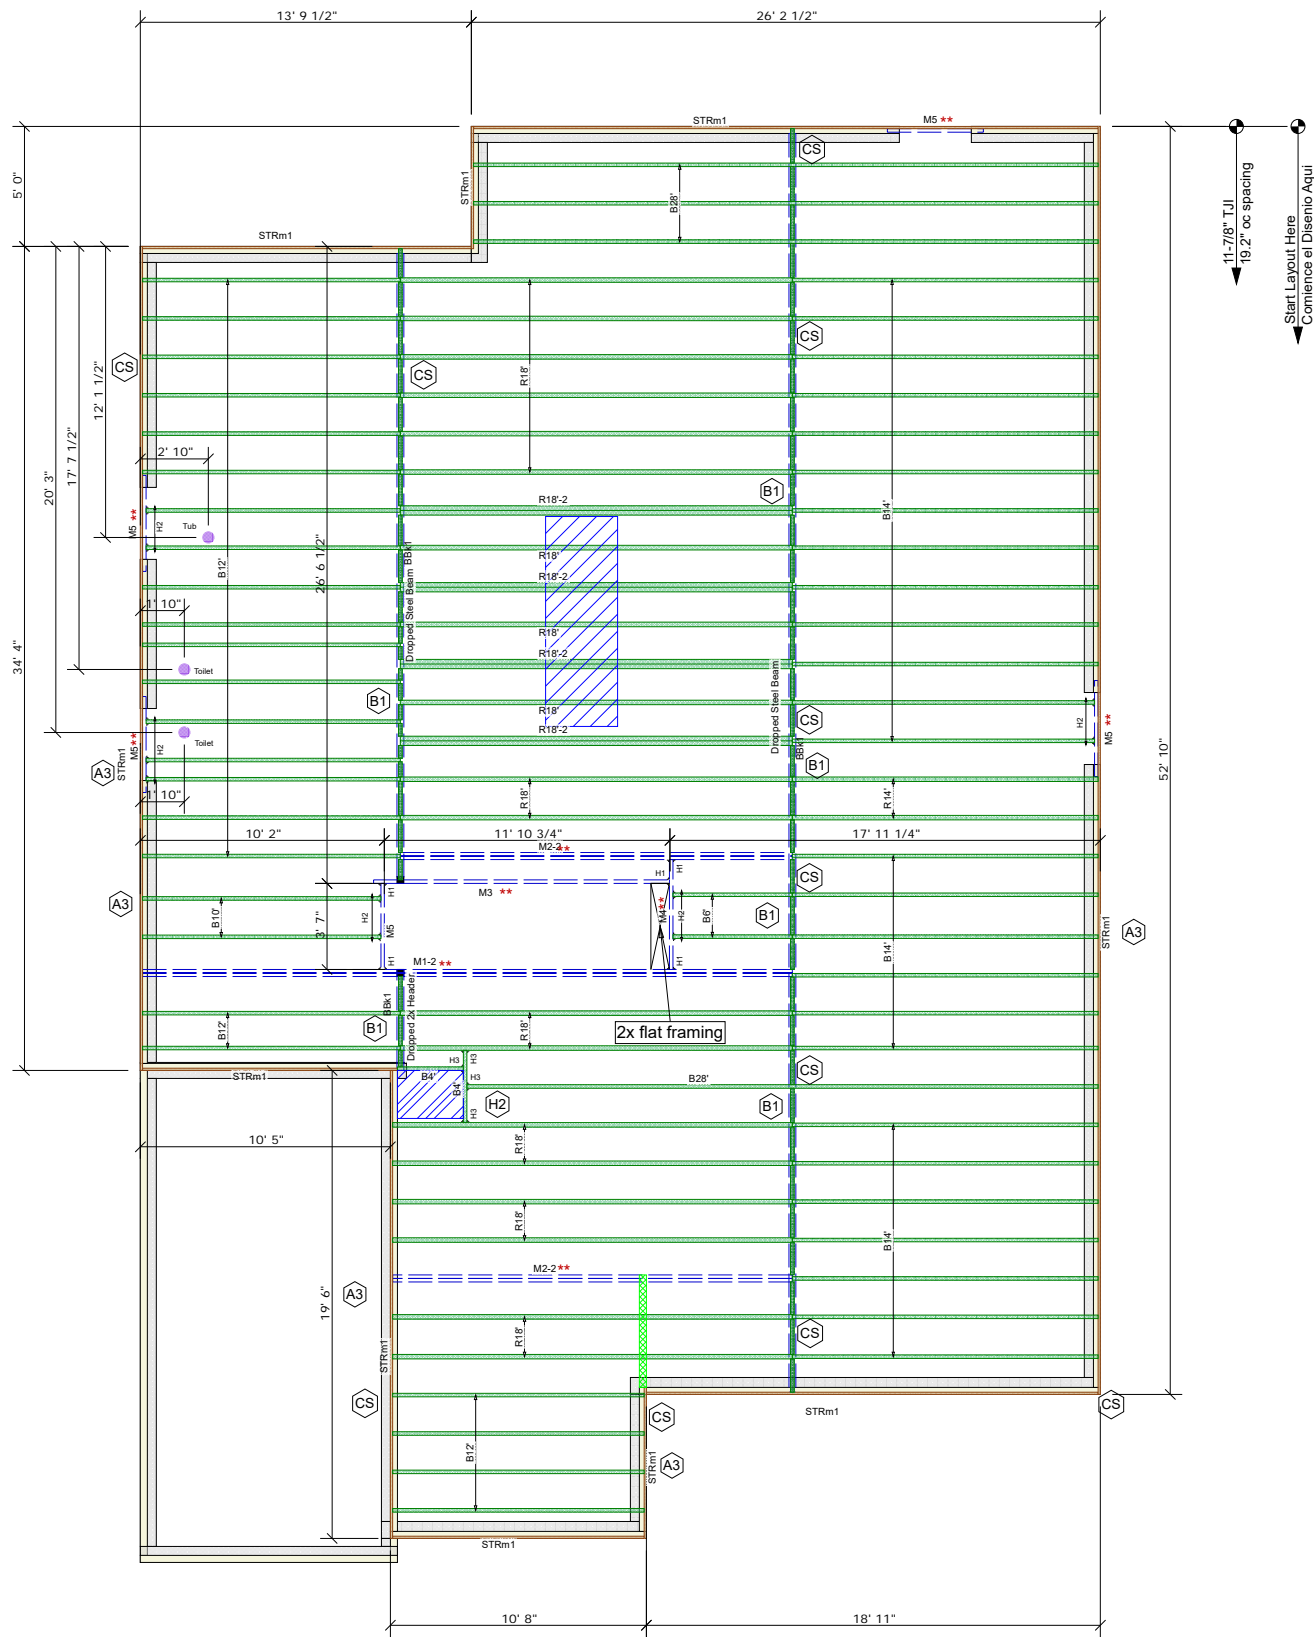 13' 9 1/2"
26' 2 1/2"
STRm1
M5 **
CS
5' 0"
STRm1
B28'
11-7/8" TJI
19.2" oc spacing
Start Layout Here
Comience el Disenio Aqui
STRm1
CS
CS
CS
12' 1 1/2"
17' 7 1/2"
20' 3"
34' 4"
26' 6 1/2"
R18'
2' 10"
B1
R18'-2
M5 **
H2
Tub
B12'
B14'
R18'
Dropped Steel Beam BBk1
R18'-2
1' 10"
R18'
R18'-2
Toilet
B1
Dropped Steel Beam
BBk1
CS
R18'
R18'-2
H2
M5 **
52' 10"
Toilet
M5 **
H2
STRm1
A3
B1
1' 10"
R18'
R14'
10' 2"
11' 10 3/4"
17' 11 1/4"
M2-2 **
H1
H1
CS
H1
M3 **
A3
B10'
H2
M5
3' 7"
M4 **
H2
B6'
B1
B14'
STRm1
A3
H1
H1
M1-2 **
BBk1
Dropped 2x Header
B12'
B1
R18'
2x flat framing
H3
H3
CS
STRm1
B4'
B4'
H3
B28'
H2
H3
B1
10' 5"
R18'
R18'
B14'
M2-2 **
19' 6"
A3
R18'
CS
STRm1
CS
CS
CS
STRm1
B12'
STRm1
A3
STRm1
10' 8"
18' 11"